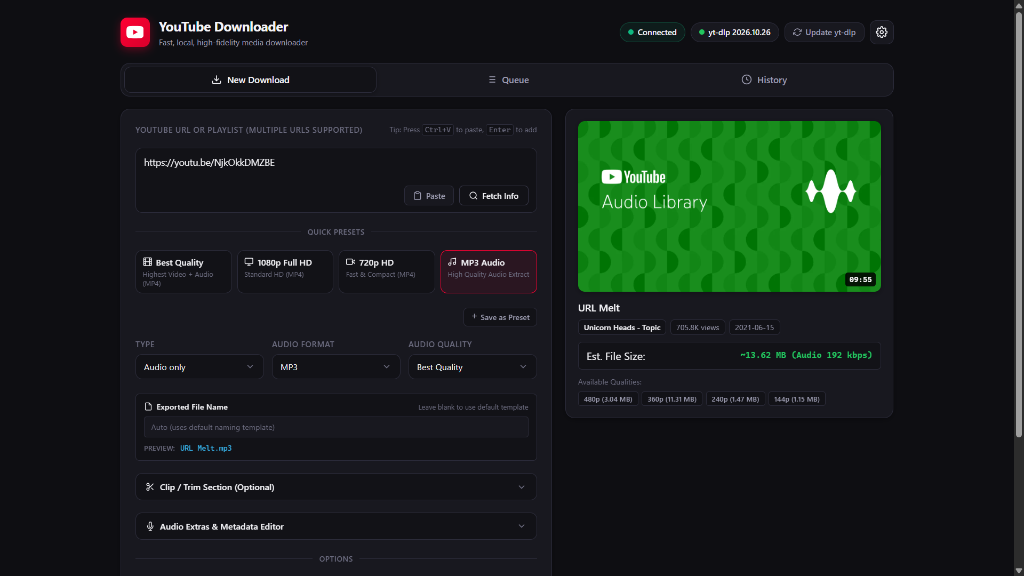 YouTube Downloader
Fast, local, high-fidelity media downloader
Connected
yt-dlp 2026.10.26
Update yt-dlp
New Download
Queue
History
YOUTUBE URL OR PLAYLIST (MULTIPLE URLS SUPPORTED)
Tip: Press Ctrl+V to paste, Enter to add
https://youtu.be/NjkOkkDMZBE
Paste
Fetch Info
QUICK PRESETS
Best Quality
Highest Video + Audio
(MP4)
1080p Full HD
Standard HD (MP4)
720p HD
Fast & Compact (MP4)
MP3 Audio
High Quality Audio Extract
+ Save as Preset
TYPE
Audio only
AUDIO FORMAT
MP3
AUDIO QUALITY
Best Quality
Exported File Name
Leave blank to use default template
Auto (uses default naming template)
PREVIEW: URL Melt.mp3
Clip / Trim Section (Optional)
Audio Extras & Metadata Editor
OPTIONS
YouTube
Audio Library
09:55
URL Melt
Unicorn Heads - Topic
705.8K views
2021-06-15
Est. File Size:
~13.62 MB (Audio 192 kbps)
Available Qualities:
480p (3.04 MB)
360p (11.31 MB)
240p (1.47 MB)
144p (1.15 MB)